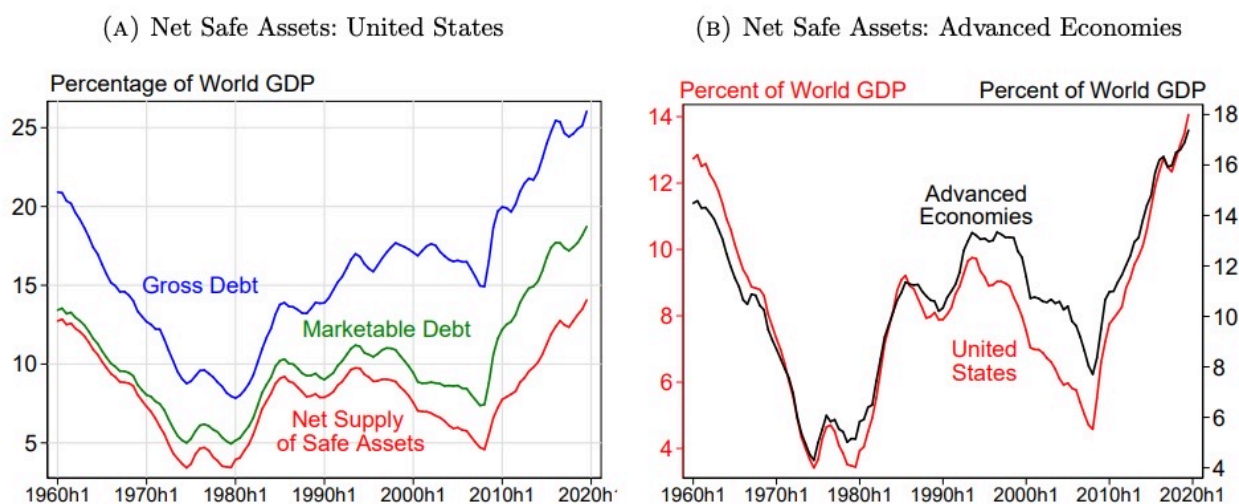 (A) Net Safe Assets: United States
Percentage of World GDP
25
20
15
10
5
Gross Debt
Marketable Debt
Net Supply
of Safe Assets
1960h1 1970h1 1980h1 1990h1 2000h1 2010h1 2020h1
(B) Net Safe Assets: Advanced Economies
Percent of World GDP Percent of World GDP
14
12
10
8
6
4
18
16
14
12
10
8
6
4
Advanced
Economies
United
States
1960h1 1970h1 1980h1 1990h1 2000h1 2010h1 2020h1